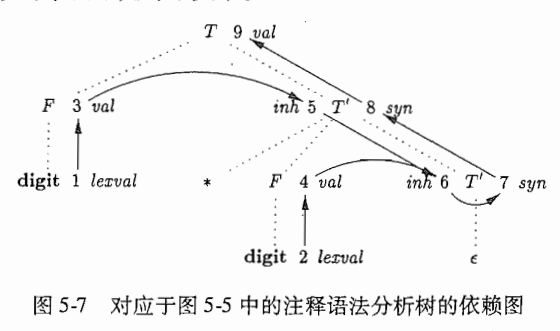 T 9 val
F 3 val inh 5 T′ 8 syn
digit 1 lexval * F 4 val inh 6 T′ 7 syn
digit 2 lexval ϵ
图 5-7 对应于图 5-5 中的注释语法分析树的依赖图